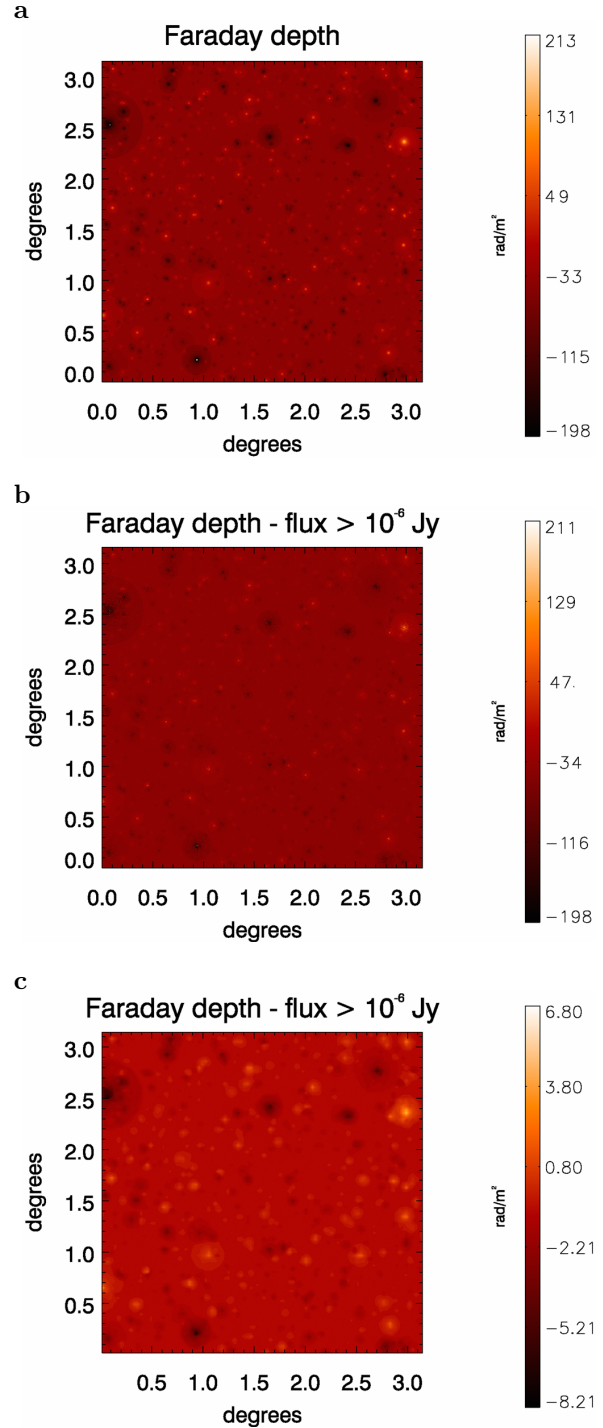 a
Faraday depth
3.0
2.5
2.0
1.5
1.0
0.5
0.0
degrees
0.0 0.5 1.0 1.5 2.0 2.5 3.0
degrees
213
131
49
−33
−115
−198
rad/m²
b
Faraday depth - flux > 10⁻⁶ Jy
3.0
2.5
2.0
1.5
1.0
0.5
0.0
degrees
0.0 0.5 1.0 1.5 2.0 2.5 3.0
degrees
211
129
47.
−34
−116
−198
rad/m²
c
Faraday depth - flux > 10⁻⁶ Jy
3.0
2.5
2.0
1.5
1.0
0.5
degrees
0.5 1.0 1.5 2.0 2.5 3.0
degrees
6.80
3.80
0.80
−2.21
−5.21
−8.21
rad/m²